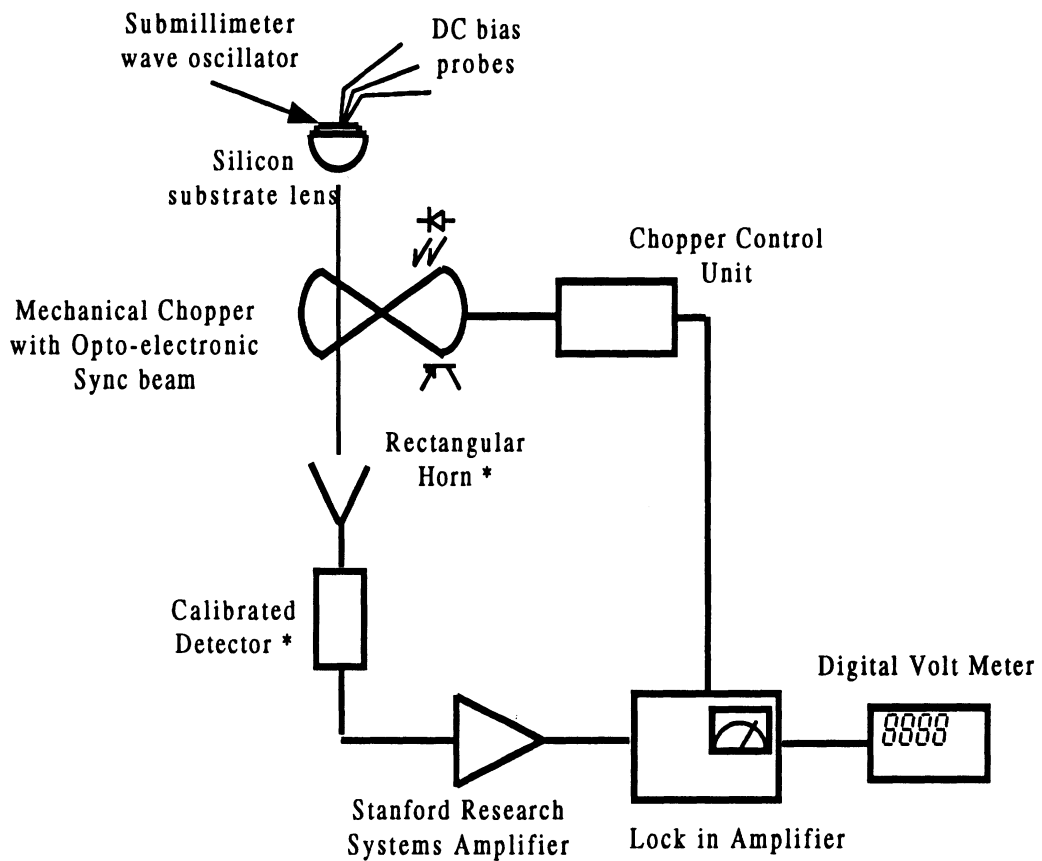 Submillimeter
wave oscillator
DC bias
probes
Silicon
substrate lens
Chopper Control
Unit
Mechanical Chopper
with Opto-electronic
Sync beam
Rectangular
Horn *
Calibrated
Detector *
Digital Volt Meter
8888
Stanford Research
Systems Amplifier
Lock in Amplifier